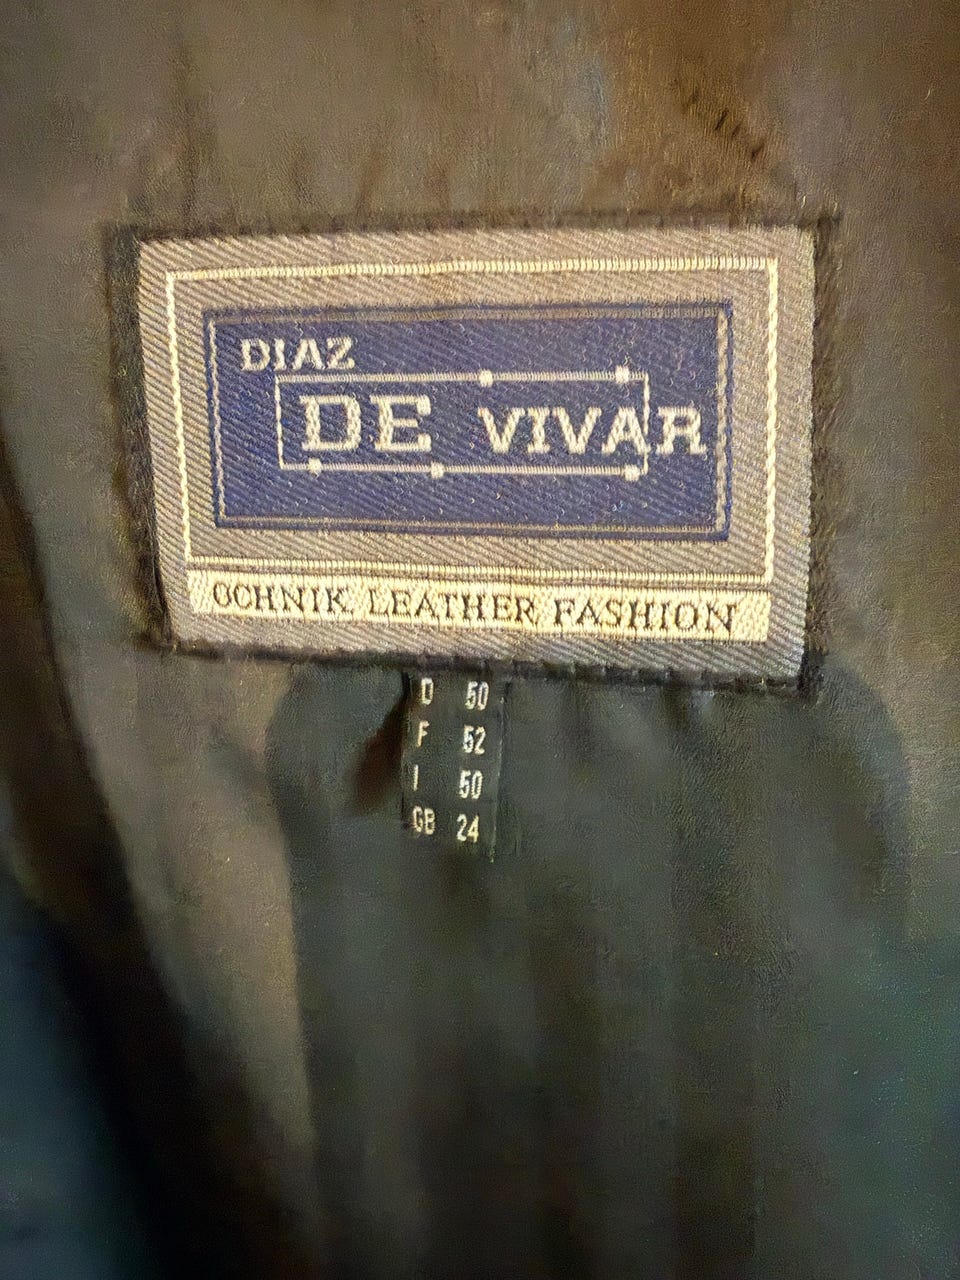 DIAZ
DE VIVAR
OCHNIK LEATHER FASHION
D 50
F 52
I 50
GB 24